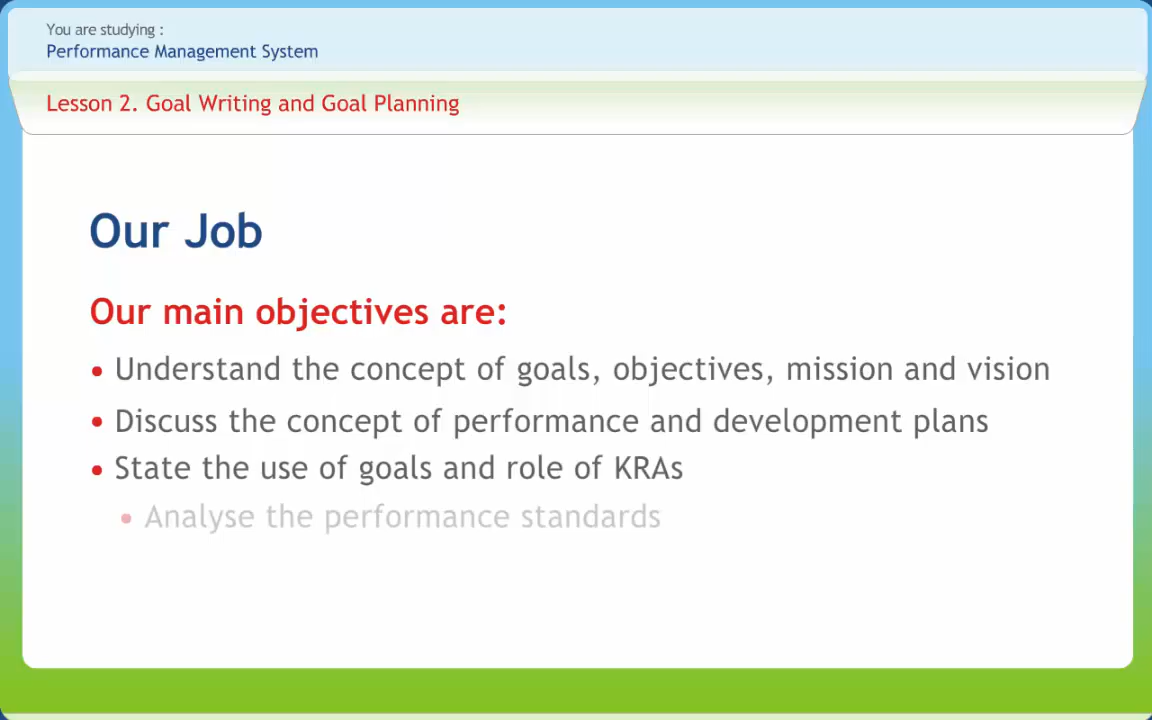 You are studying :
Performance Management System
Lesson 2. Goal Writing and Goal Planning
Our Job
Our main objectives are:
• Understand the concept of goals, objectives, mission and vision
• Discuss the concept of performance and development plans
• State the use of goals and role of KRAs
• Analyse the performance standards